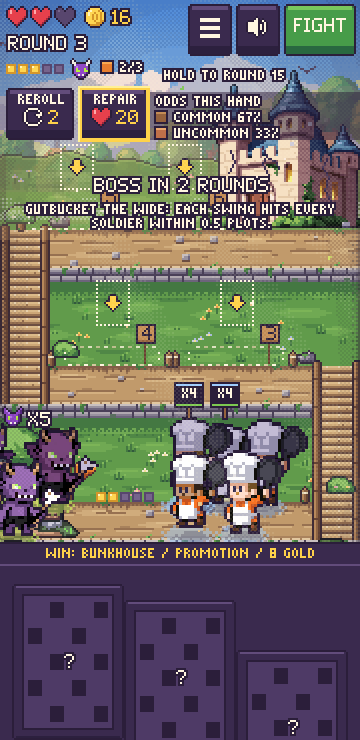 16
FIGHT
ROUND 3
2/3
HOLD TO ROUND 15
REROLL
2
REPAIR
20
ODDS THIS HAND
COMMON 67%
UNCOMMON 33%
BOSS IN 2 ROUNDS
GUTBUCKET THE WIDE: EACH SWING HITS EVERY
SOLDIER WITHIN 0.5 PLOTS.
4
3
X4
X4
X5
WIN: BUNKHOUSE / PROMOTION / 8 GOLD
?
?
?